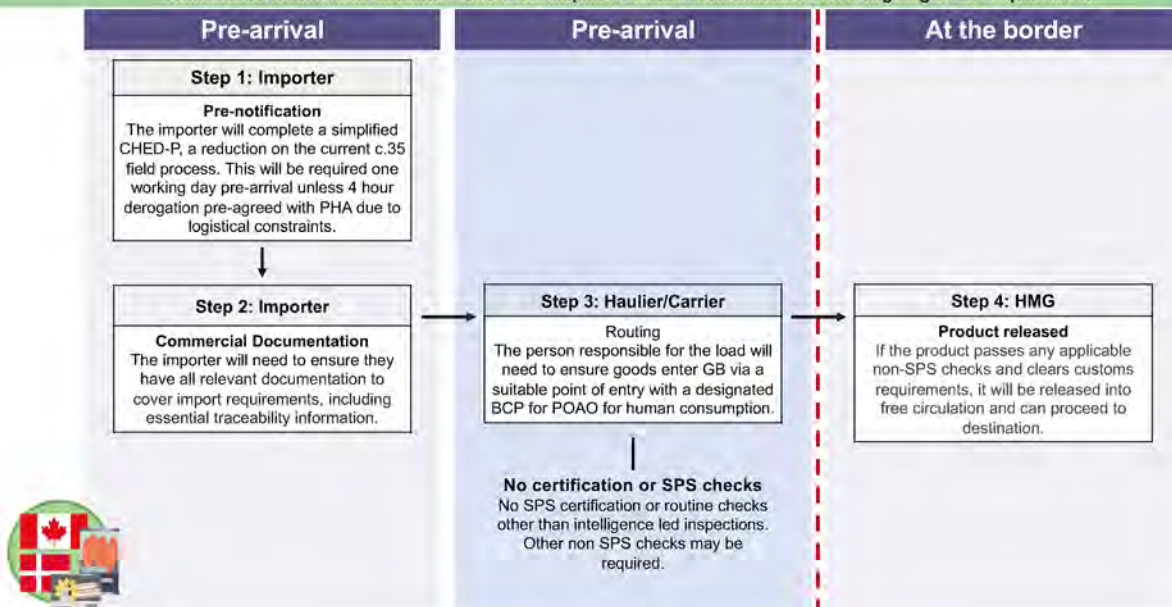 Pre-arrival
Pre-arrival
At the border
Step 1: Importer
Pre-notification
The importer will complete a simplified
CHED-P, a reduction on the current c.35
field process. This will be required one
working day pre-arrival unless 4 hour
derogation pre-agreed with PHA due to
logistical constraints.
Step 2: Importer
Commercial Documentation
The importer will need to ensure they
have all relevant documentation to
cover import requirements, including
essential traceability information.
Step 3: Haulier/Carrier
Routing
The person responsible for the load will
need to ensure goods enter GB via a
suitable point of entry with a designated
BCP for POAO for human consumption.
No certification or SPS checks
No SPS certification or routine checks
other than intelligence led inspections.
Other non SPS checks may be
required.
Step 4: HMG
Product released
If the product passes any applicable
non-SPS checks and clears customs
requirements, it will be released into
free circulation and can proceed to
destination.